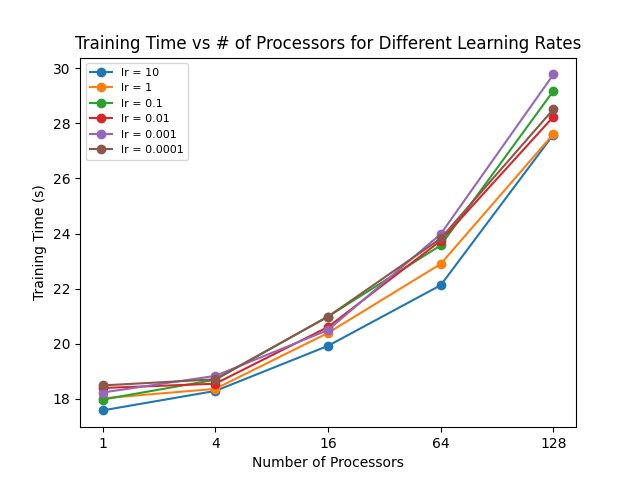 Training Time vs # of Processors for Different Learning Rates
lr = 10
lr = 1
lr = 0.1
lr = 0.01
lr = 0.001
lr = 0.0001
30
28
26
24
22
20
18
Training Time (s)
1 4 16 64 128
Number of Processors